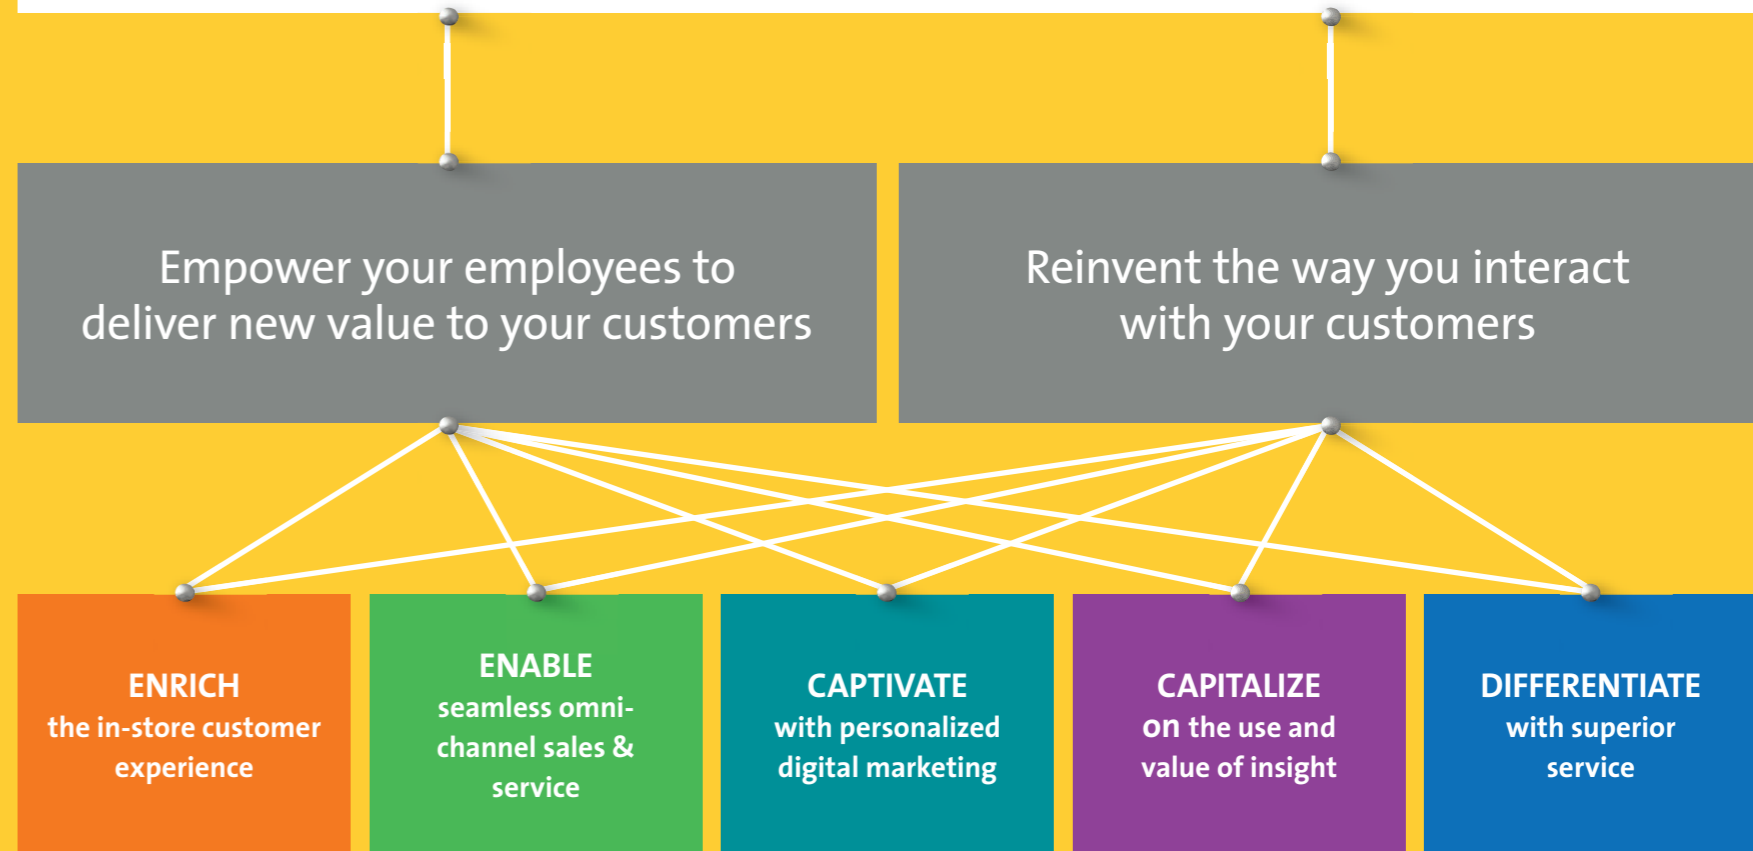 Empower your employees to
deliver new value to your customers
Reinvent the way you interact
with your customers
ENRICH
the in-store customer
experience
ENABLE
seamless omni-
channel sales &
service
CAPTIVATE
with personalized
digital marketing
CAPITALIZE
on the use and
value of insight
DIFFERENTIATE
with superior
service